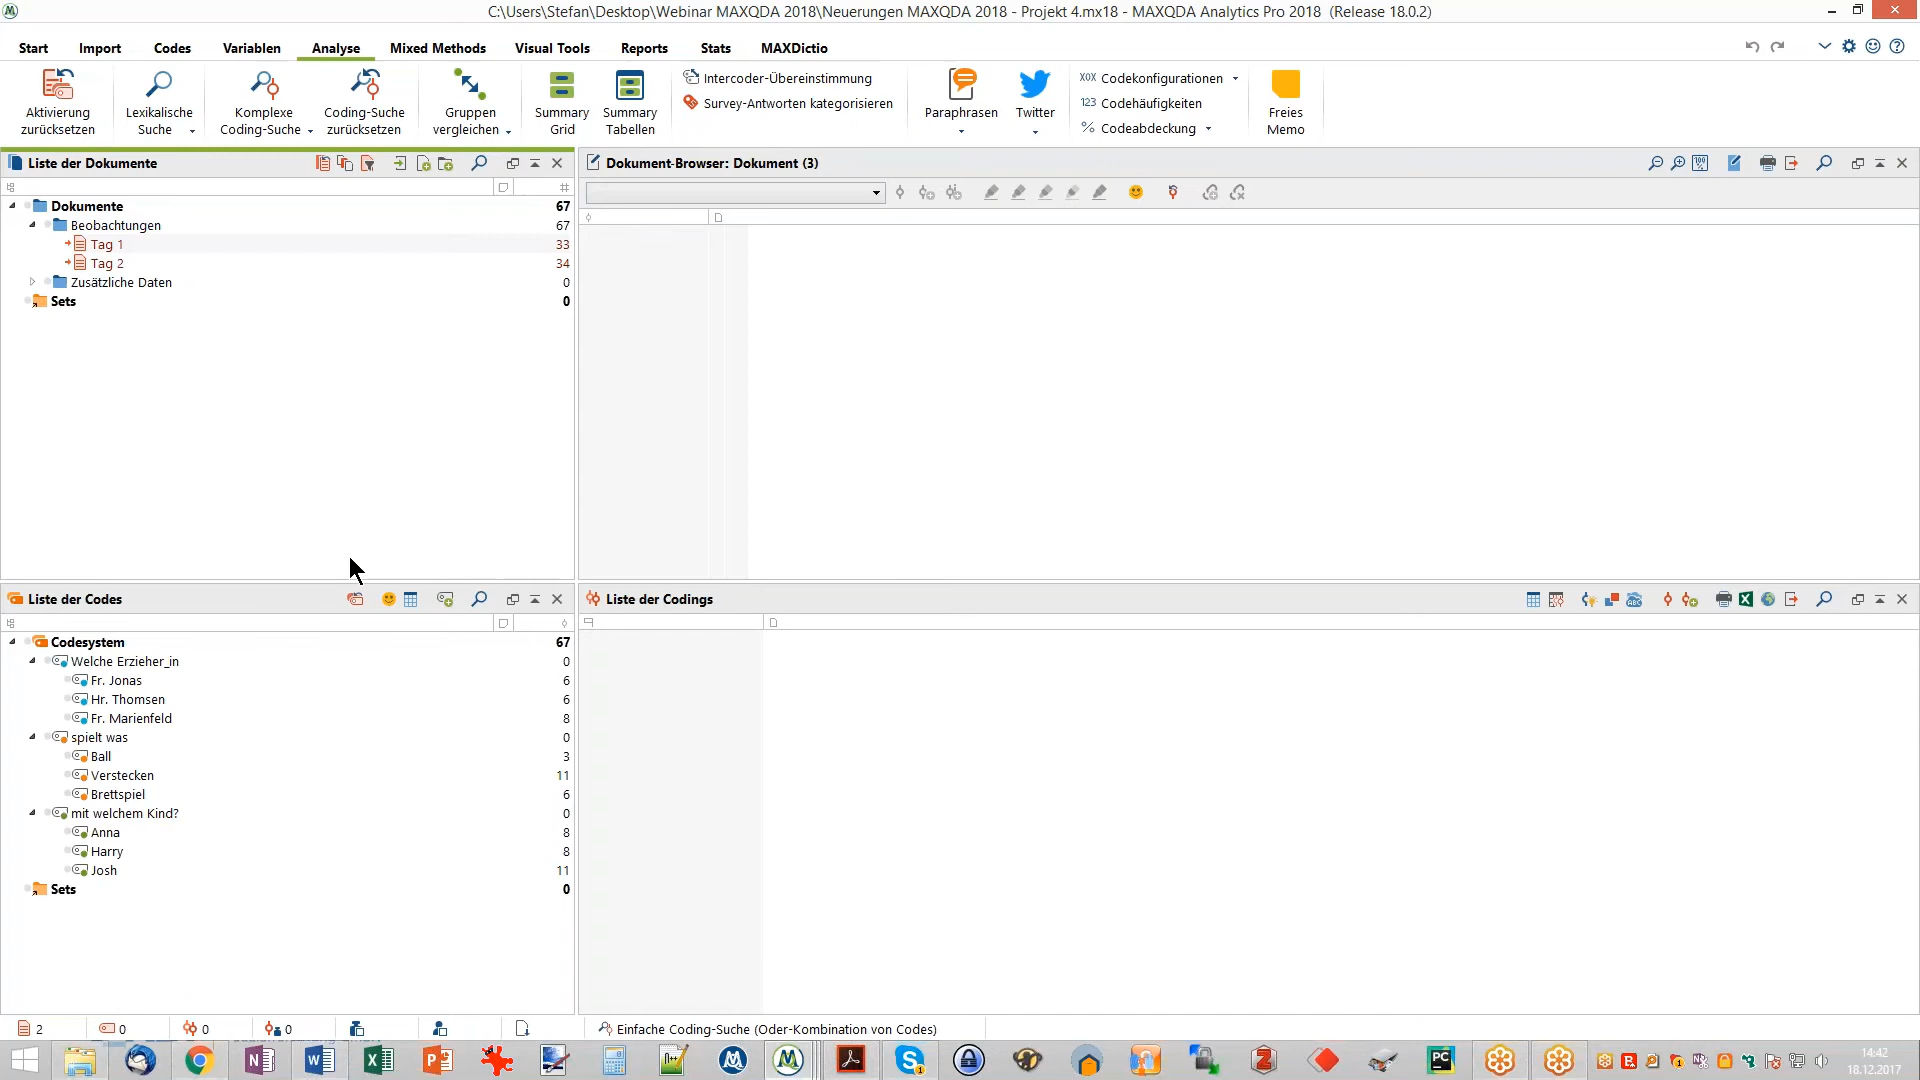 C:\Users\Stefan\Desktop\Webinar MAXQDA 2018\Neuerungen MAXQDA 2018 - Projekt 4.mx18 - MAXQDA Analytics Pro 2018 (Release 18.0.2)
Start Import Codes Variablen Analyse Mixed Methods Visual Tools Reports Stats MAXDictio
Aktivierung zurücksetzen
Lexikalische Suche
Komplexe Coding-Suche
Coding-Suche zurücksetzen
Gruppen vergleichen
Summary Grid
Summary Tabellen
Intercoder-Übereinstimmung
Survey-Antworten kategorisieren
Paraphrasen
Twitter
Codekonfigurationen
123 Codehäufigkeiten
% Codeabdeckung
Freies Memo
Liste der Dokumente
Dokumente 67
Beobachtungen 67
Tag 1 33
Tag 2 34
Zusätzliche Daten 0
Sets 0
Dokument-Browser: Dokument (3)
Liste der Codes
Codesystem 67
Welche Erzieher_in 0
Fr. Jonas 6
Hr. Thomsen 6
Fr. Marienfeld 8
spielt was 0
Ball 3
Verstecken 11
Brettspiel 6
mit welchem Kind? 0
Anna 8
Harry 8
Josh 11
Sets 0
Liste der Codings
2 0 0 0
Einfache Coding-Suche (Oder-Kombination von Codes)
14:42
18.12.2017